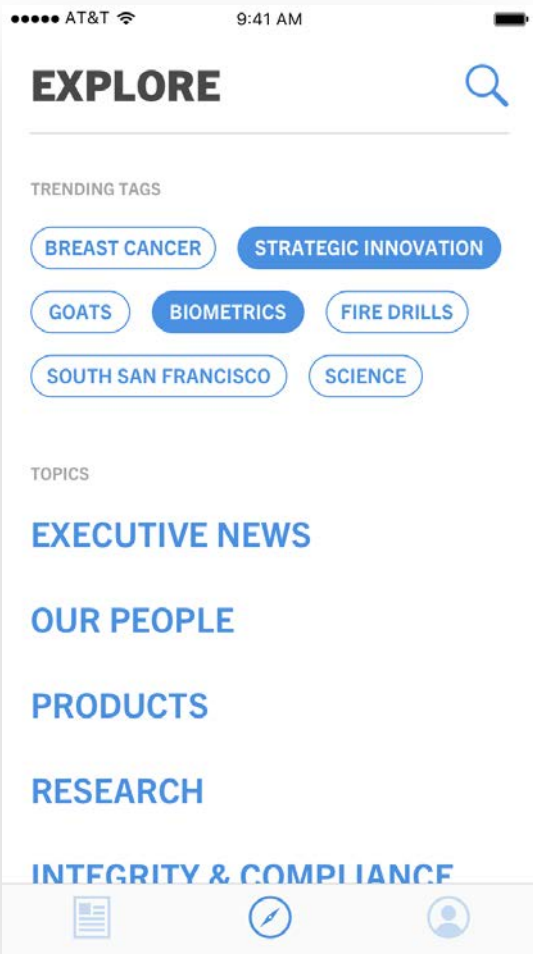 AT&T 9:41 AM
EXPLORE
TRENDING TAGS
BREAST CANCER STRATEGIC INNOVATION
GOATS BIOMETRICS FIRE DRILLS
SOUTH SAN FRANCISCO SCIENCE
TOPICS
EXECUTIVE NEWS
OUR PEOPLE
PRODUCTS
RESEARCH
INTEGRITY & COMPLIANCE